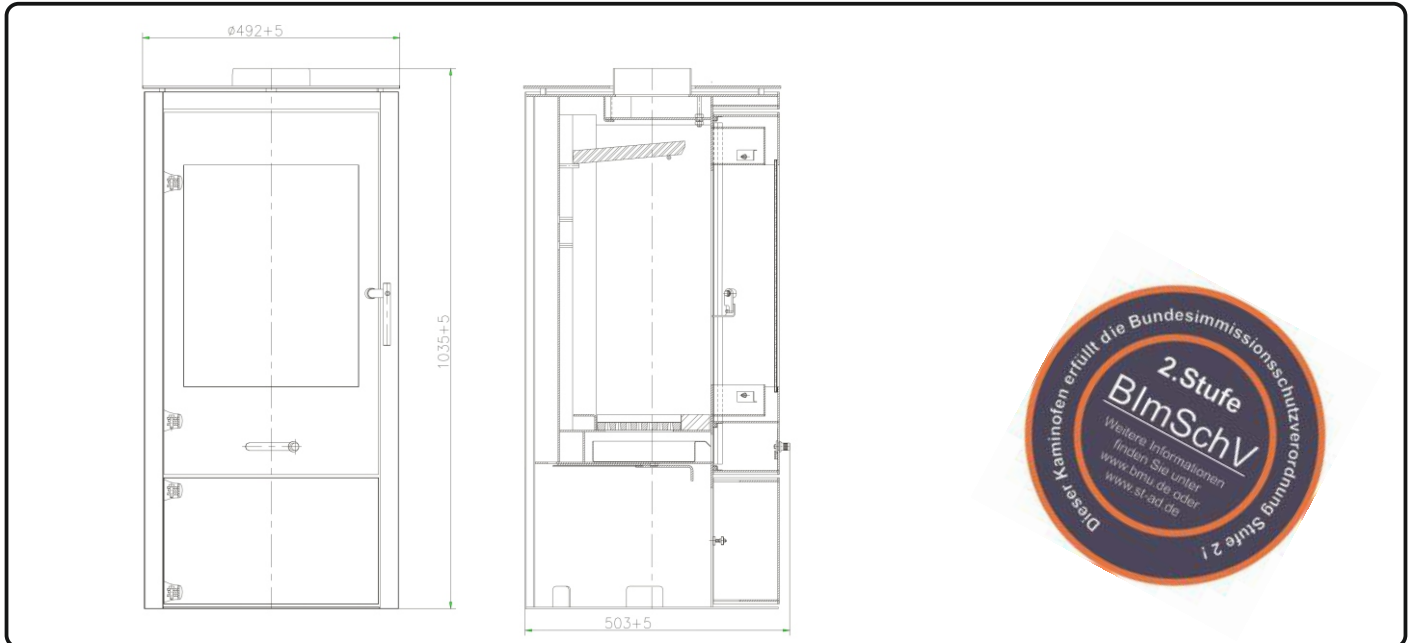 ø492+5
1035+5
503+5
Dieser Kaminofen erfüllt die Bundesimmissionsschutzverordnung Stufe 2 !
2.Stufe
BImSchV
Weitere Informationen
finden Sie unter
www.bmu.de oder
www.st-ad.de